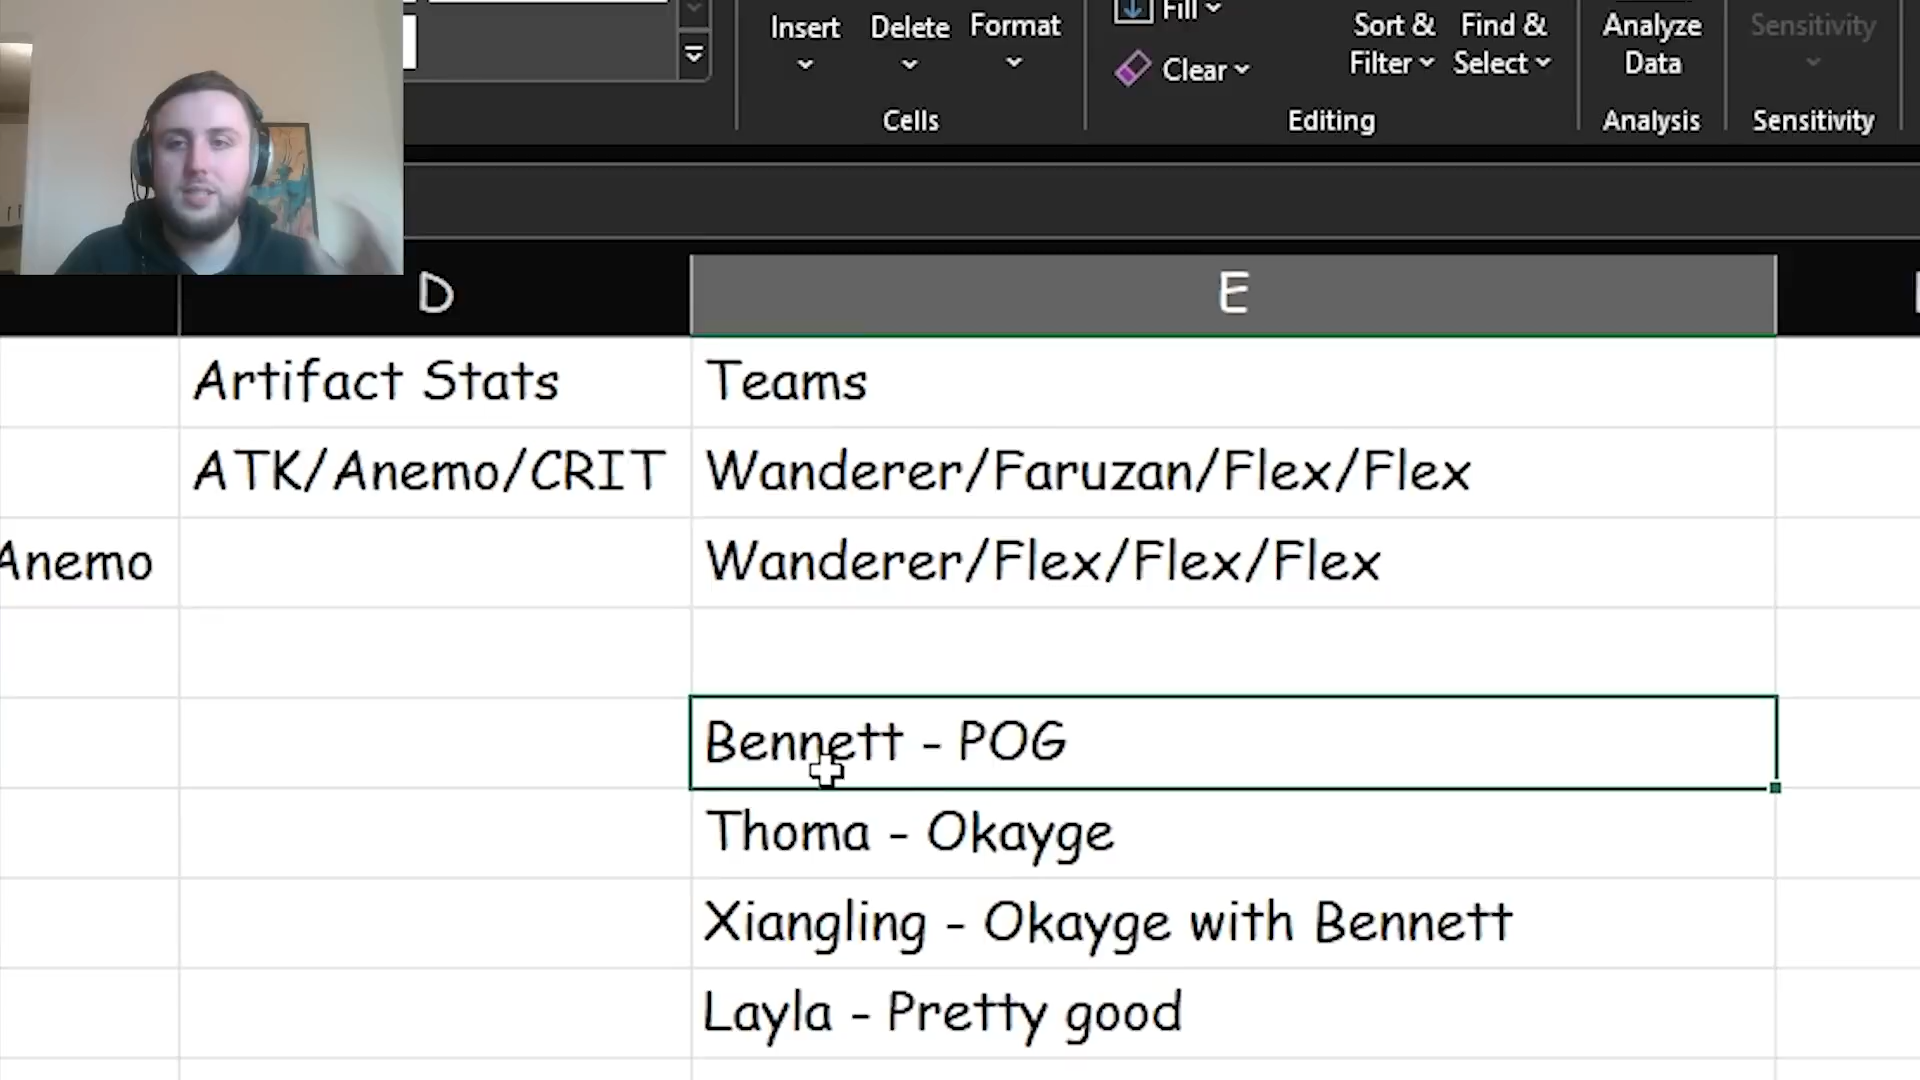 Insert
Delete
Format
Fill
Clear
Sort &
Filter
Find &
Select
Analyze
Data
Sensitivity
Cells
Editing
Analysis
Sensitivity
D
E
Artifact Stats
Teams
ATK/Anemo/CRIT
Wanderer/Faruzan/Flex/Flex
Anemo
Wanderer/Flex/Flex/Flex
Bennett - POG
Thoma - Okayge
Xiangling - Okayge with Bennett
Layla - Pretty good